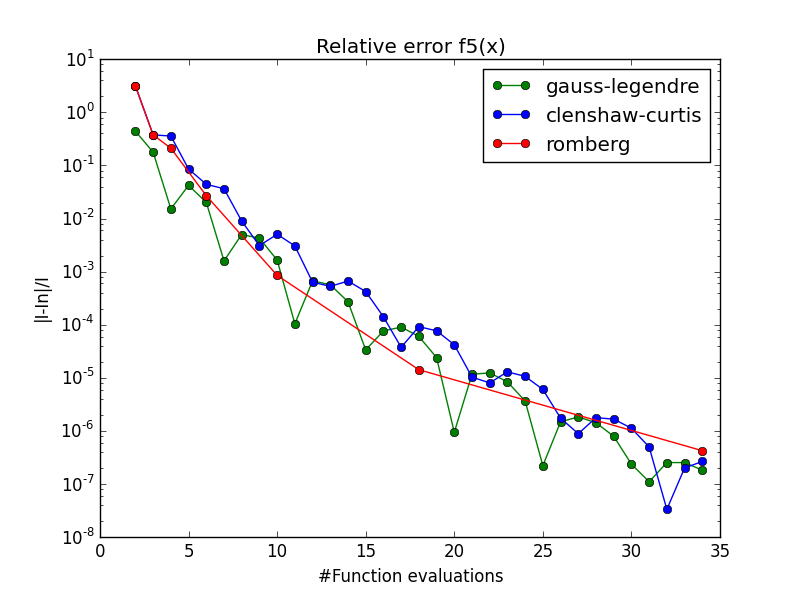 Relative error f5(x)
gauss-legendre
clenshaw-curtis
romberg
10^1
10^0
10^-1
10^-2
10^-3
10^-4
10^-5
10^-6
10^-7
10^-8
|I-In|/I
0 5 10 15 20 25 30 35
#Function evaluations